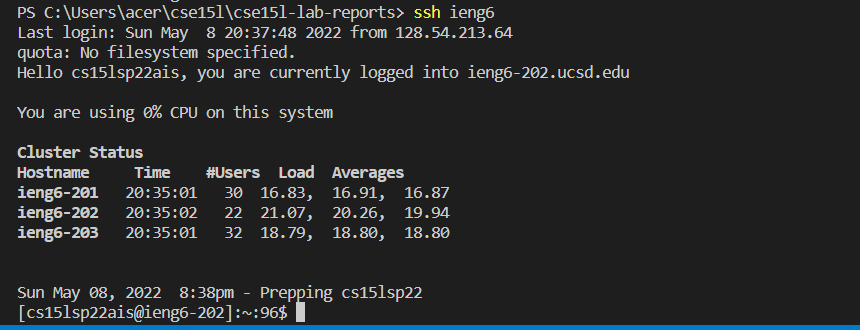 PS C:\Users\acer\cse15l\cse15l-lab-reports> ssh ieng6
Last login: Sun May  8 20:37:48 2022 from 128.54.213.64
quota: No filesystem specified.
Hello cs15lsp22ais, you are currently logged into ieng6-202.ucsd.edu
You are using 0% CPU on this system
Cluster Status
Hostname     Time    #Users  Load  Averages
ieng6-201   20:35:01   30  16.83,  16.91,  16.87
ieng6-202   20:35:02   22  21.07,  20.26,  19.94
ieng6-203   20:35:01   32  18.79,  18.80,  18.80
Sun May 08, 2022  8:38pm - Prepping cs15lsp22
[cs15lsp22ais@ieng6-202]:~:96$